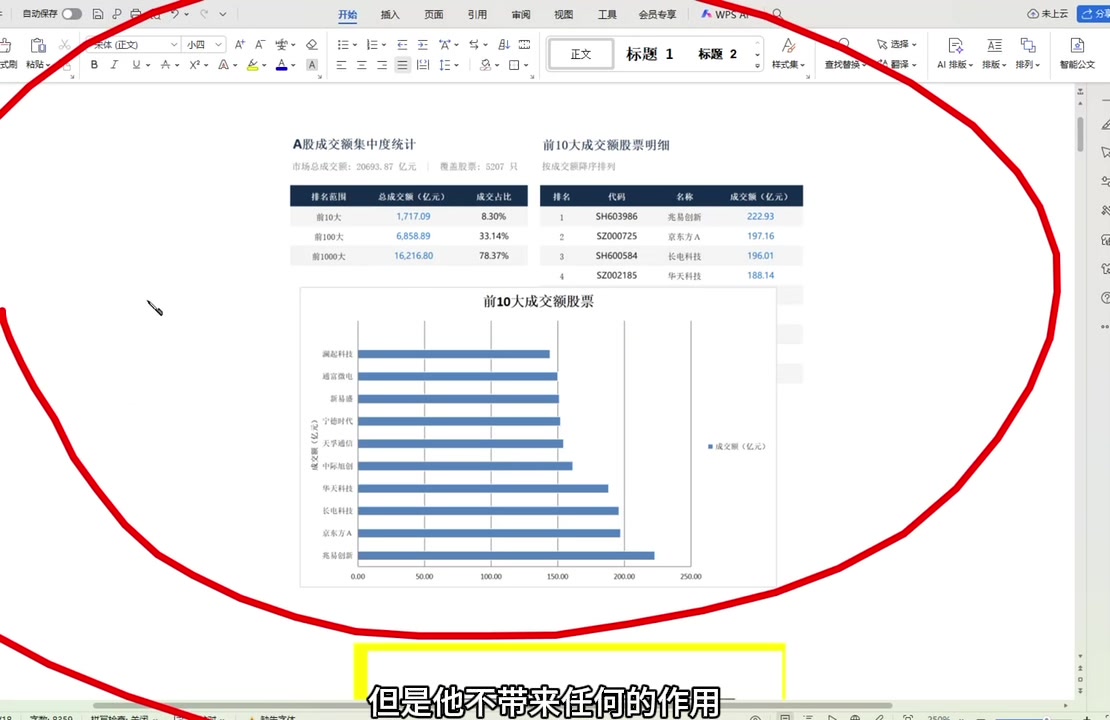 自动保存
开始 插入 页面 引用 审阅 视图 工具 会员专享 WPS AI 未上云 分享
式刷 粘贴 宋体 (正文) 小四 正文 标题 1 标题 2 样式集 查找替换 选择 翻译 AI 排版 排版 排列 智能公文
A股成交额集中度统计
市场总成交额: 20693.87 亿元 | 覆盖股票: 5207 只
排名范围 总成交额（亿元） 成交占比
前10大 1,717.09 8.30%
前100大 6,858.89 33.14%
前1000大 16,216.80 78.37%
前10大成交额股票明细
按成交额降序排列
排名 代码 名称 成交额（亿元）
1 SH603986 兆易创新 222.93
2 SZ000725 京东方A 197.16
3 SH600584 长电科技 196.01
4 SZ002185 华天科技 188.14
前10大成交额股票
澜起科技
通富微电
新易盛
宁德时代
天孚通信
中际旭创
华天科技
长电科技
京东方A
兆易创新
成交额（亿元）
0.00 50.00 100.00 150.00 200.00 250.00
成交额（亿元）
但是他不带来任何的作用